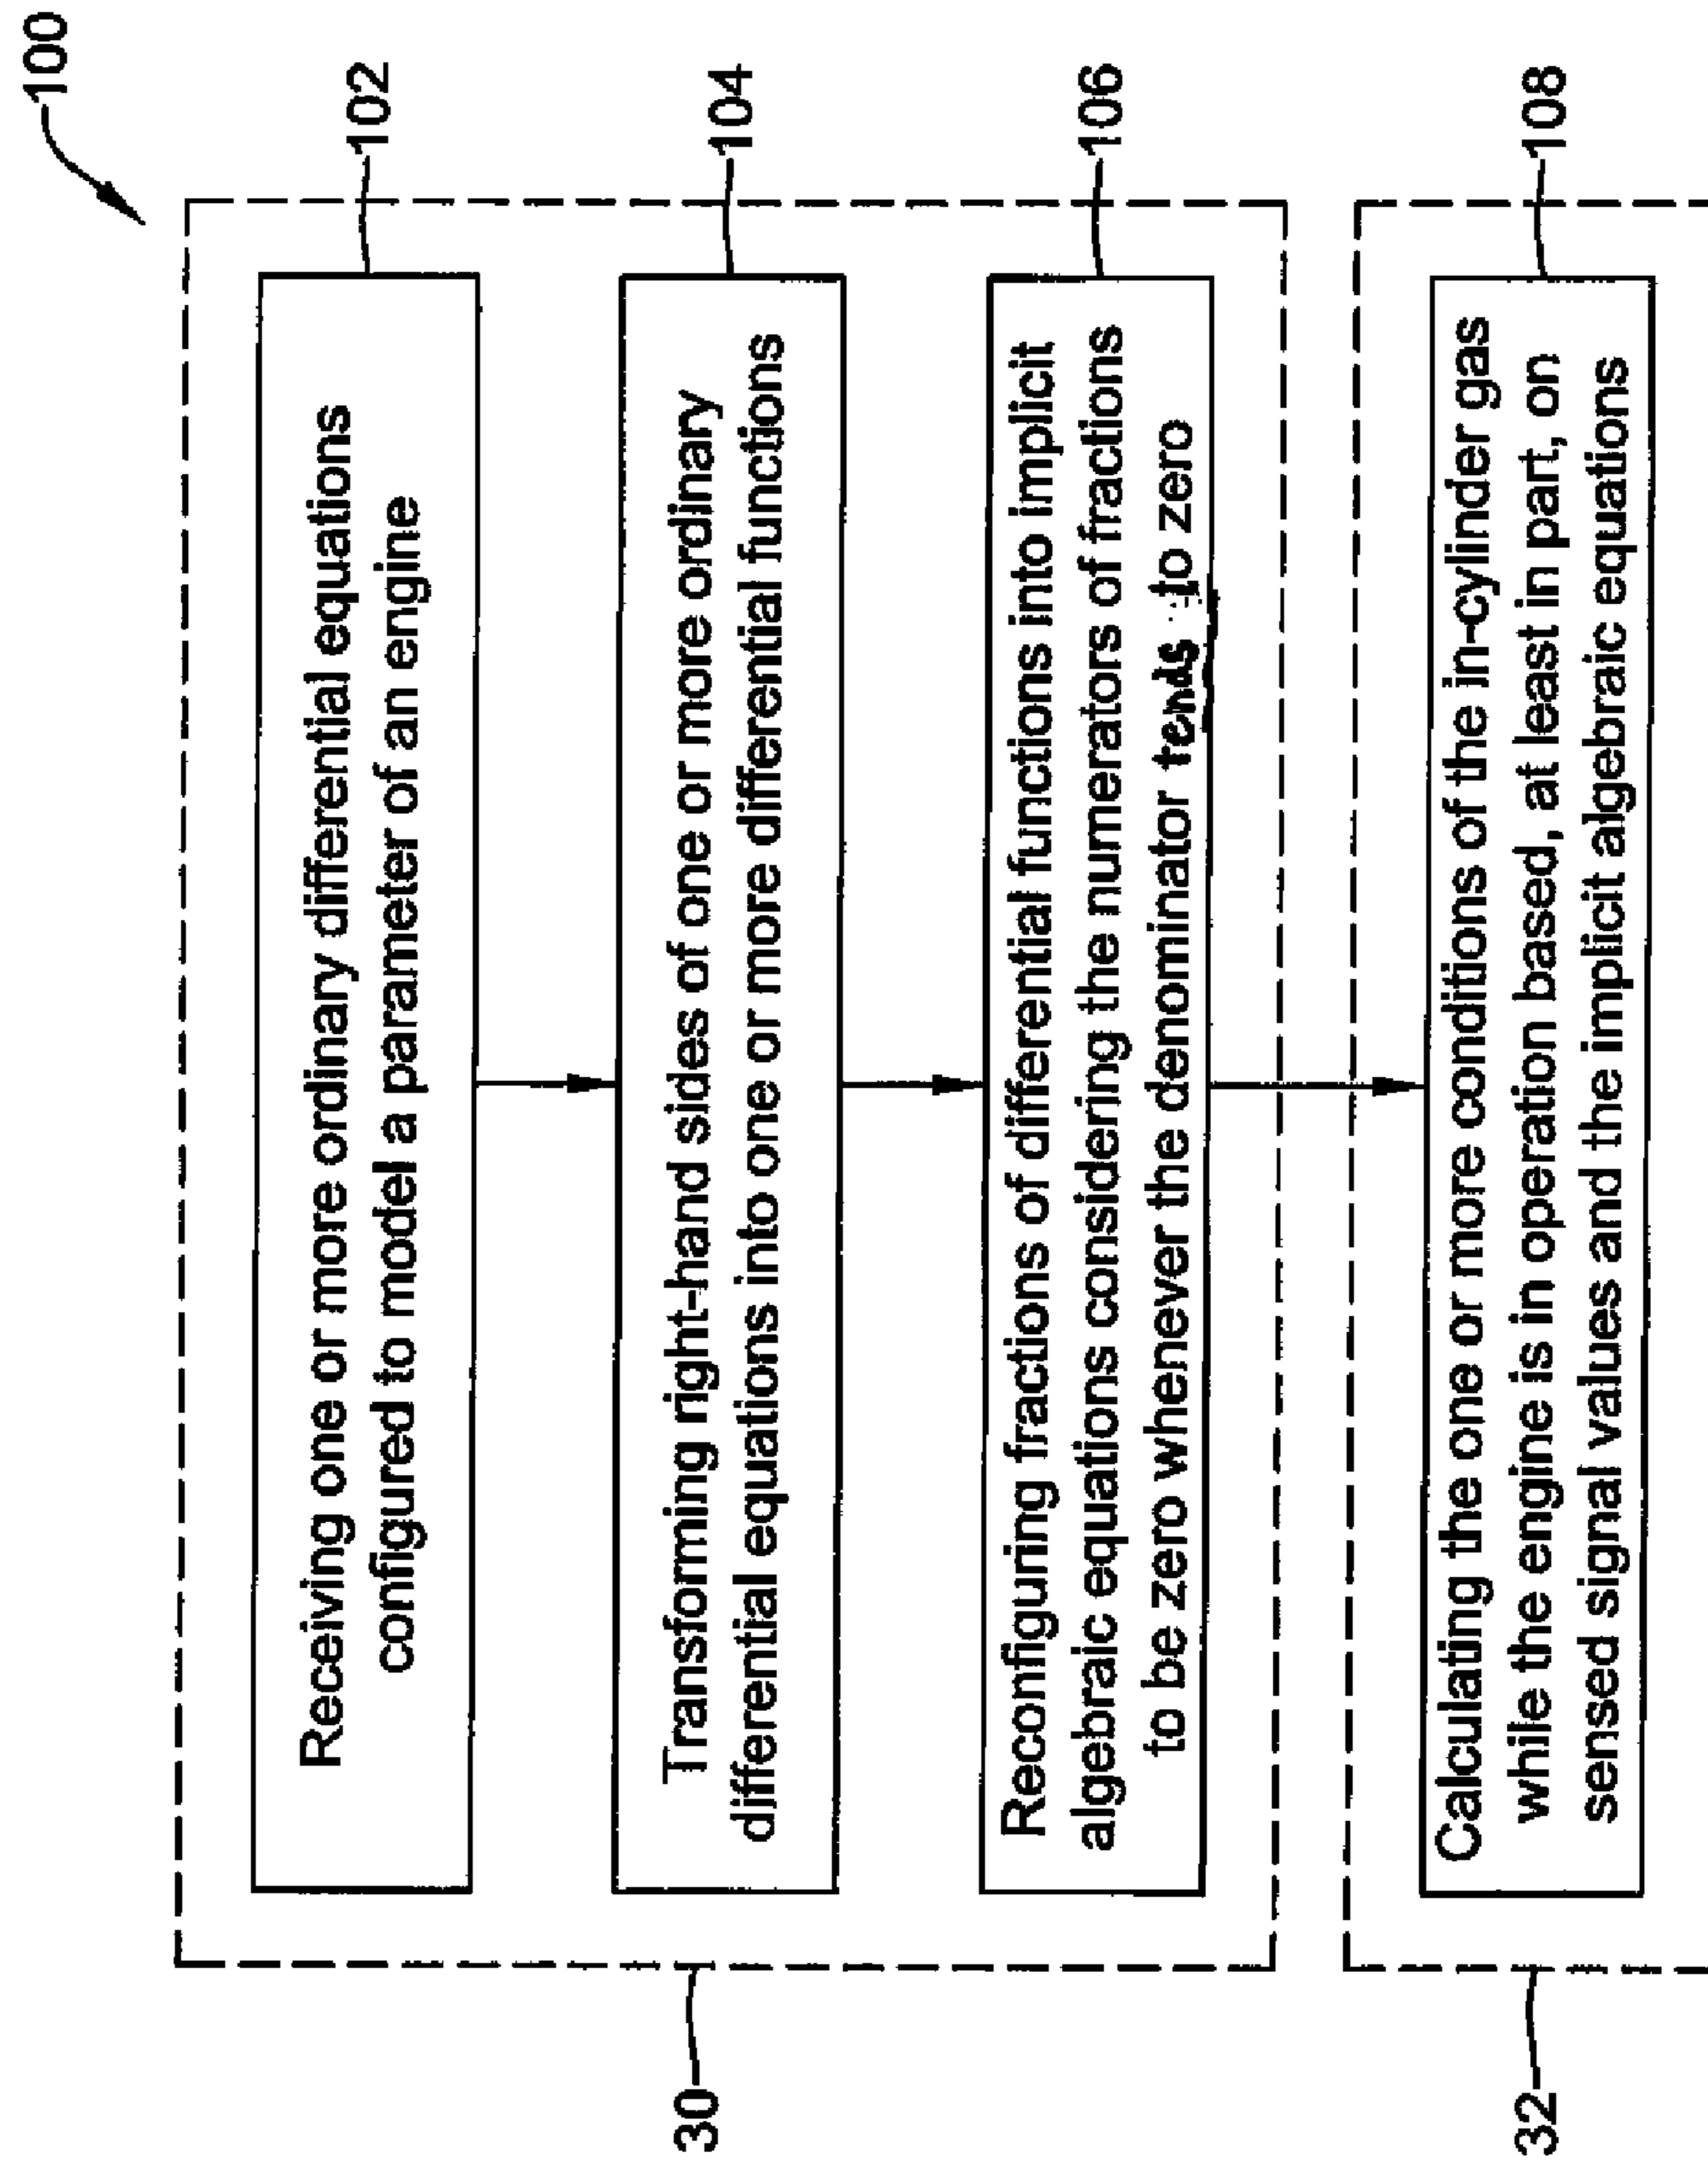 100
Receiving one or more ordinary differential equations
configured to model a parameter of an engine
102
Transforming right-hand sides of one or more ordinary
differential equations into one or more differential functions
104
30
Reconfiguring fractions of differential functions into implicit
algebraic equations considering the numerators of fractions
to be zero whenever the denominator tends to zero
106
Calculating the one or more conditions of the in-cylinder gas
while the engine is in operation based, at least in part, on
sensed signal values and the implicit algebraic equations
108
32